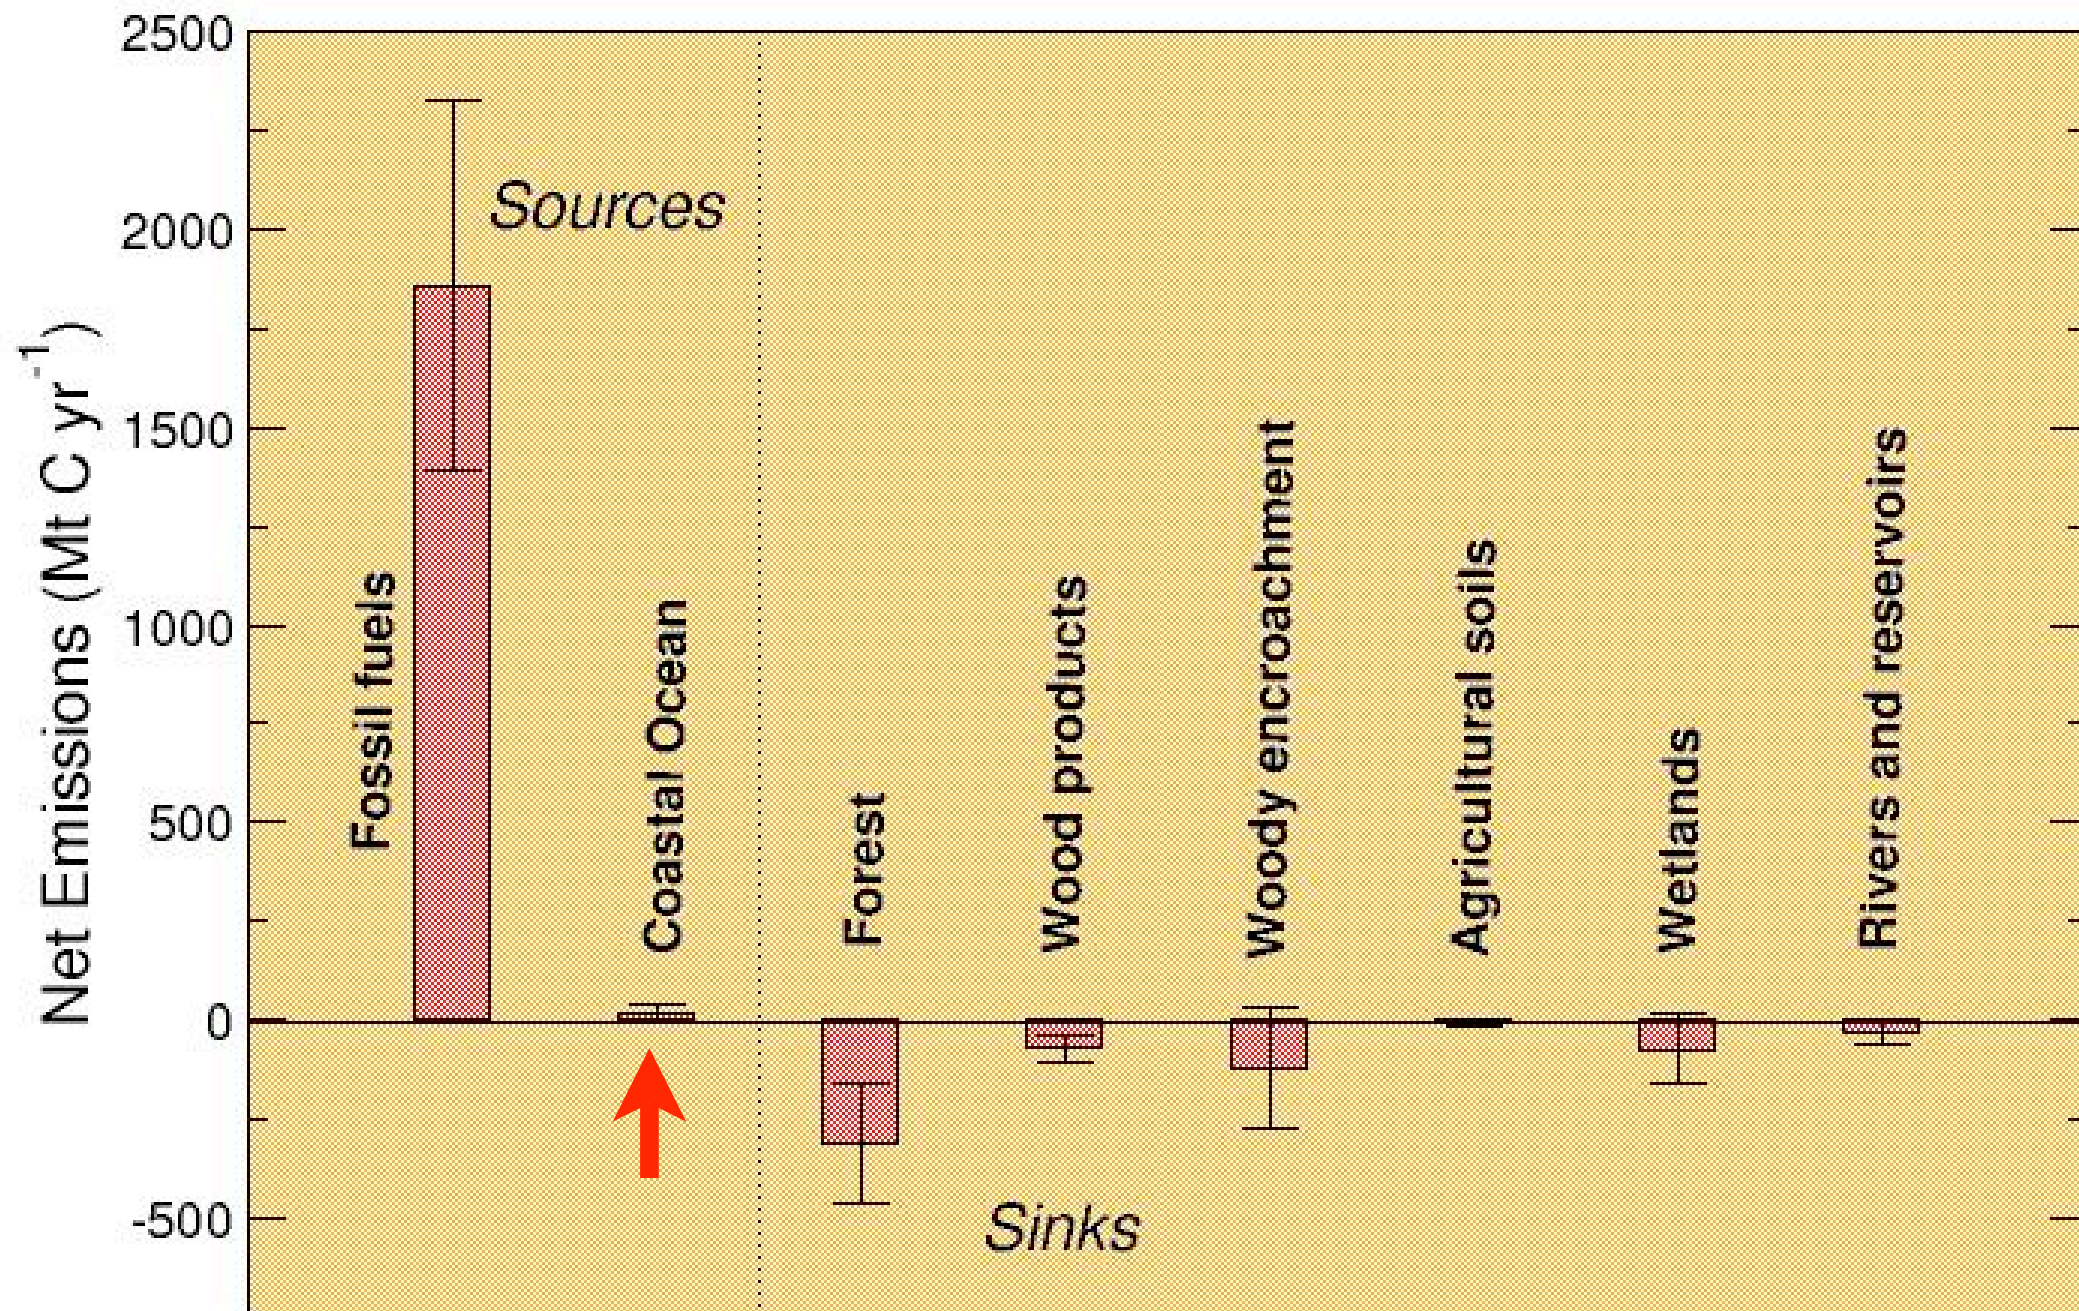 Net Emissions (Mt C yr-1)
2500
2000
1500
1000
500
0
-500
Sources
Fossil fuels
Coastal Ocean
Forest
Wood products
Woody encroachment
Agricultural soils
Wetlands
Rivers and reservoirs
Sinks